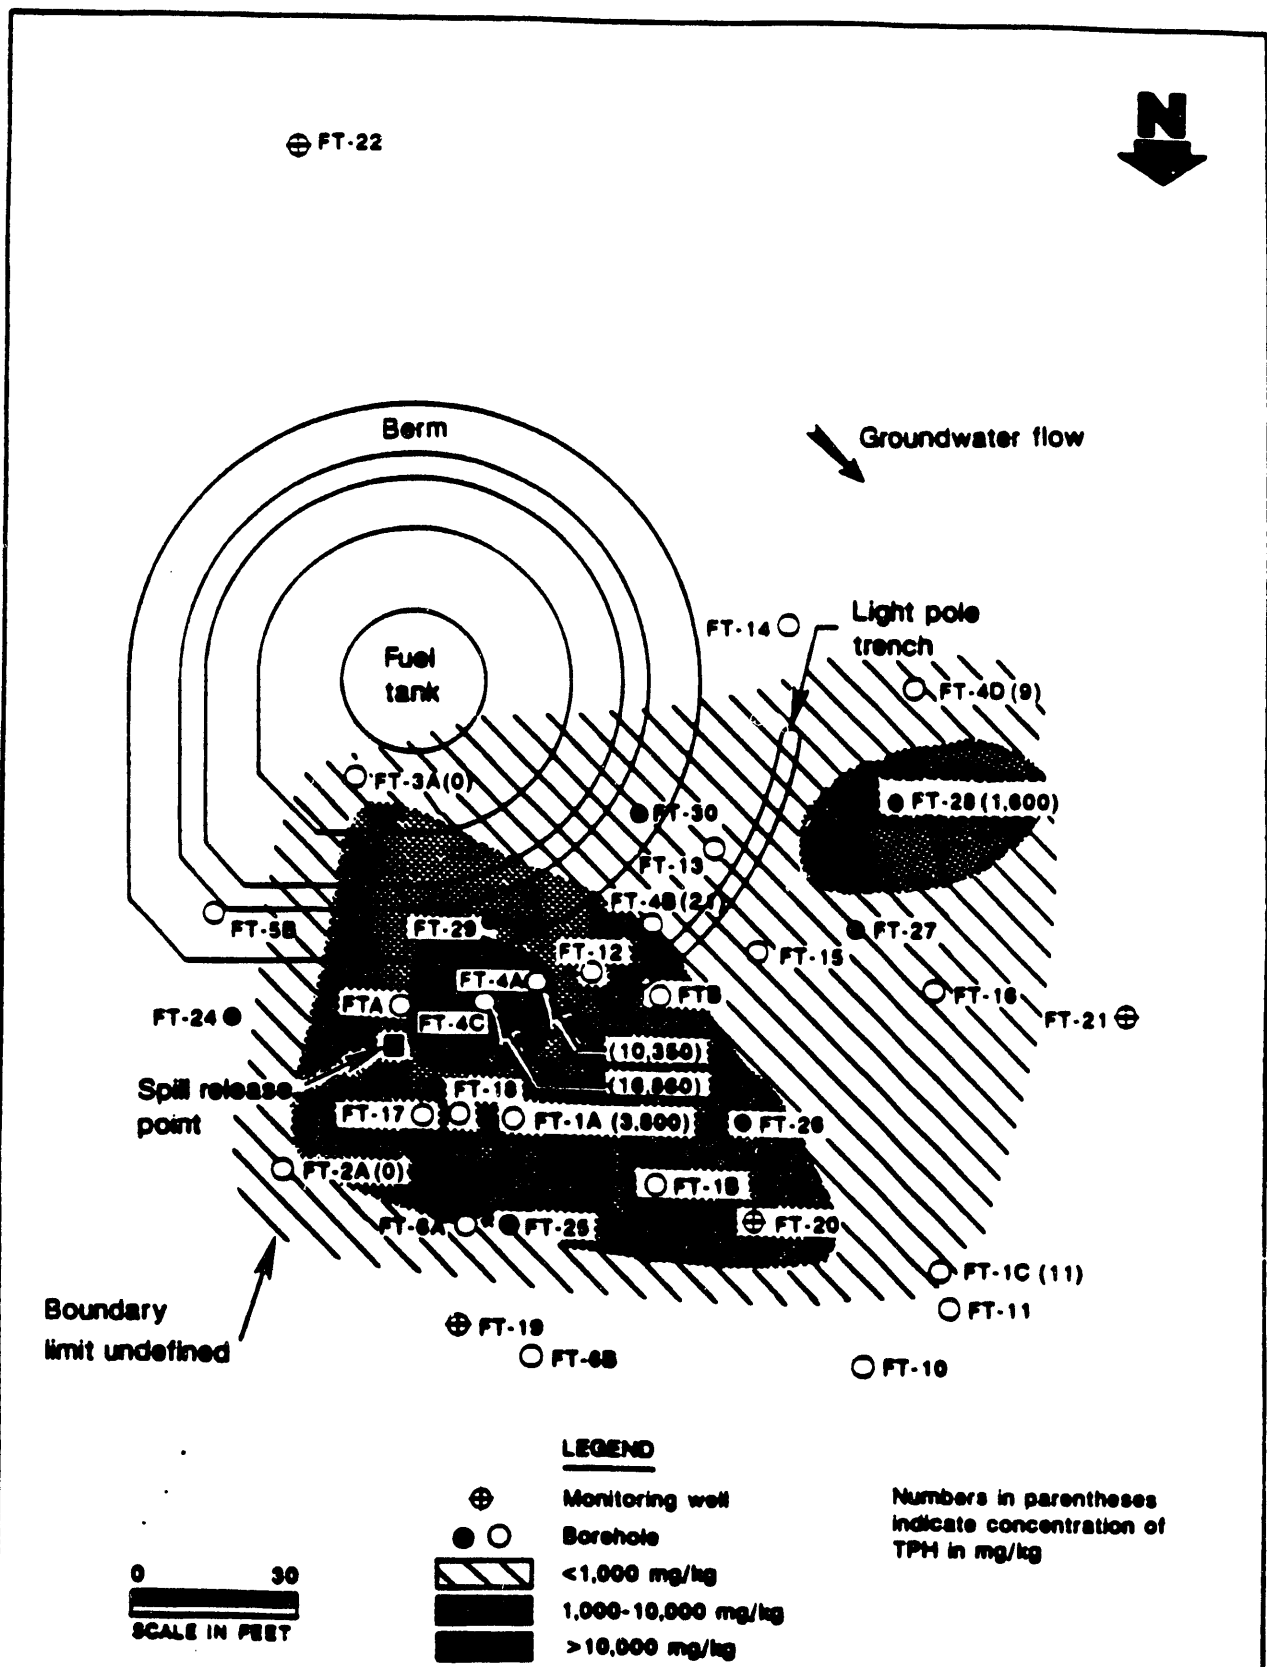 N
FT-22
Berm
Groundwater flow
FT-14
Light pole
trench
Fuel
tank
FT-4D (9)
FT-3A (0)
FT-28 (1,600)
FT-30
FT-13
FT-4B
FT-5B
FT-29
FT-27
FT-12
FT-15
FT-4A
FTA
FTB
FT-16
FT-24
FT-4C
FT-21
(10,350)
Spill release
point
FT-18
FT-17
FT-1A (3,800)
FT-26
FT-2A (0)
FT-1B
FT-6A
FT-25
FT-20
FT-1C (11)
FT-11
Boundary
limit undefined
FT-19
FT-6B
FT-10
LEGEND
Monitoring well
Borehole
<1,000 mg/kg
1,000-10,000 mg/kg
>10,000 mg/kg
Numbers in parentheses
indicate concentration of
TPH in mg/kg
0 30
SCALE IN FEET